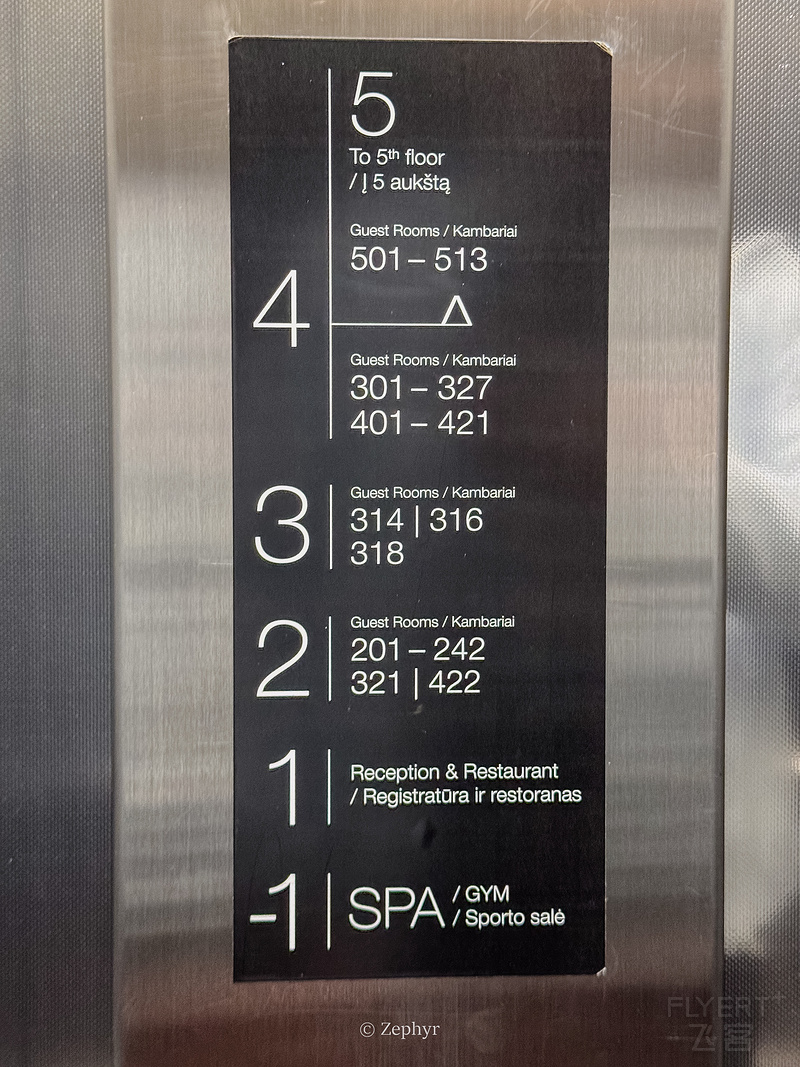 5
To 5th floor
/ Į 5 aukštą
Guest Rooms / Kambariai
501 – 513
4
Guest Rooms / Kambariai
301 – 327
401 – 421
3
Guest Rooms / Kambariai
314 | 316
318
2
Guest Rooms / Kambariai
201 – 242
321 | 422
1
Reception & Restaurant
/ Registratūra ir restoranas
-1
SPA / GYM
/ Sporto salė
© Zephyr
FLYERT
飞客